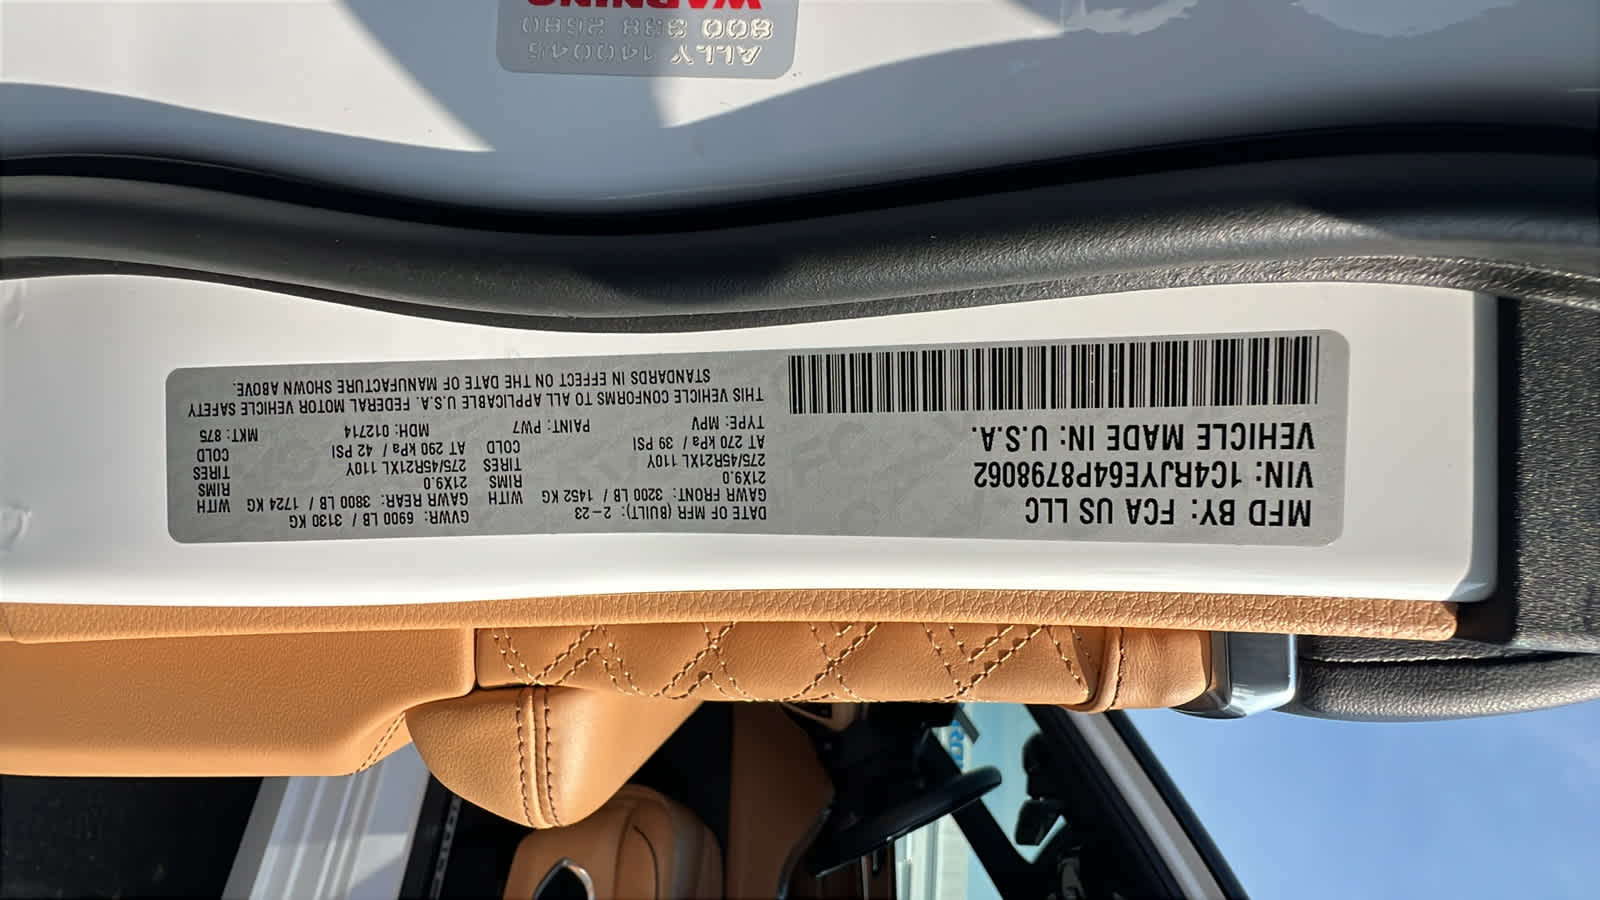 MFD BY: FCA US LLC
VIN: 1C4RJYE64P8798062
VEHICLE MADE IN: U.S.A.
DATE OF MFR (BUILT): 2-23 GVWR: 6900 LB / 3130 KG
GAWR FRONT: 3200 LB / 1452 KG WITH GAWR REAR: 3800 LB / 1724 KG WITH
21X9.0 RIMS 21X9.0 RIMS
275/45R21XL 110Y TIRES 275/45R21XL 110Y TIRES
AT 270 kPa / 39 PSI COLD AT 290 kPa / 42 PSI COLD
TYPE: MPV PAINT: PW7 MDH: 012714 MKT: 875
THIS VEHICLE CONFORMS TO ALL APPLICABLE U.S.A. FEDERAL MOTOR VEHICLE SAFETY
STANDARDS IN EFFECT ON THE DATE OF MANUFACTURE SHOWN ABOVE.
ALLY 140045
800 338 2680
WARNING